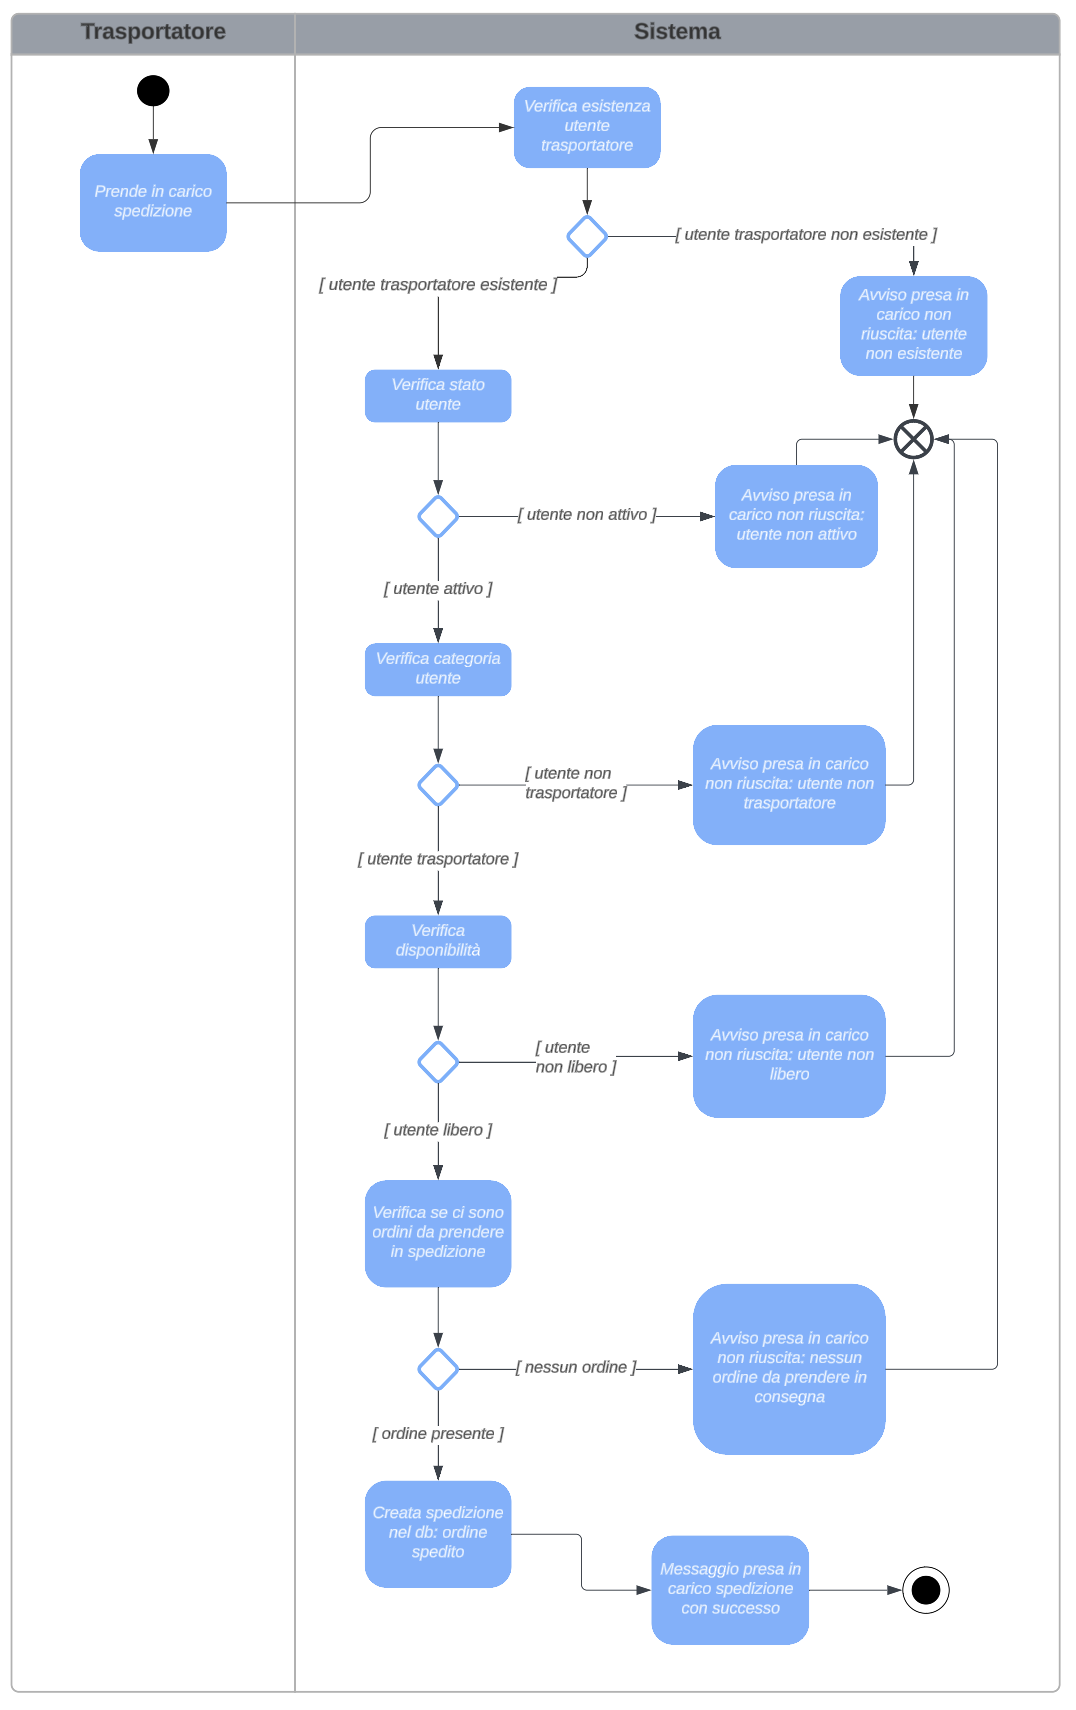 Trasportatore
Sistema
Prende in carico
spedizione
Verifica esistenza
utente
trasportatore
[ utente trasportatore non esistente ]
[ utente trasportatore esistente ]
Avviso presa in
carico non
riuscita: utente
non esistente
Verifica stato
utente
[ utente non attivo ]
Avviso presa in
carico non riuscita:
utente non attivo
[ utente attivo ]
Verifica categoria
utente
[ utente non
trasportatore ]
Avviso presa in carico
non riuscita: utente non
trasportatore
[ utente trasportatore ]
Verifica
disponibilità
[ utente
non libero ]
Avviso presa in carico
non riuscita: utente non
libero
[ utente libero ]
Verifica se ci sono
ordini da prendere
in spedizione
[ nessun ordine ]
Avviso presa in carico
non riuscita: nessun
ordine da prendere in
consegna
[ ordine presente ]
Creata spedizione
nel db: ordine
spedito
Messaggio presa in
carico spedizione
con successo